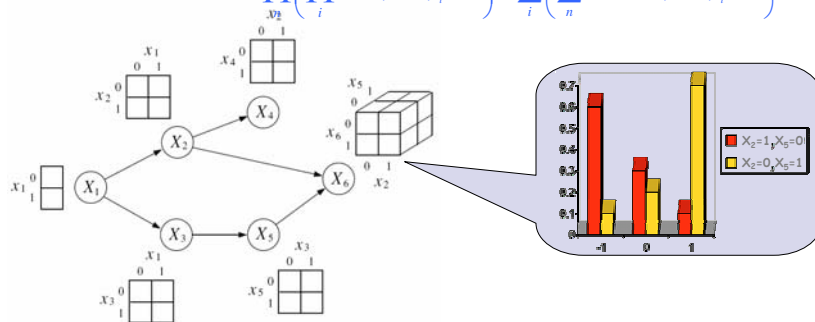 i i n
x₂
0 1
x₄ 0
1
x₁
0 1
x₂ 0
1
X₄
x₅
1
0
x₆ 0
1
0 1
x₂
X₂
X₆
x₁ 0
1
X₁
X₃
X₅
x₁
0 1
x₃ 0
1
x₃
0 1
x₅ 0
1
0.7
0.6
0.5
0.4
0.3
0.2
0.1
0
-1 0 1
X₂=1,X₅=0
X₂=0,X₅=1